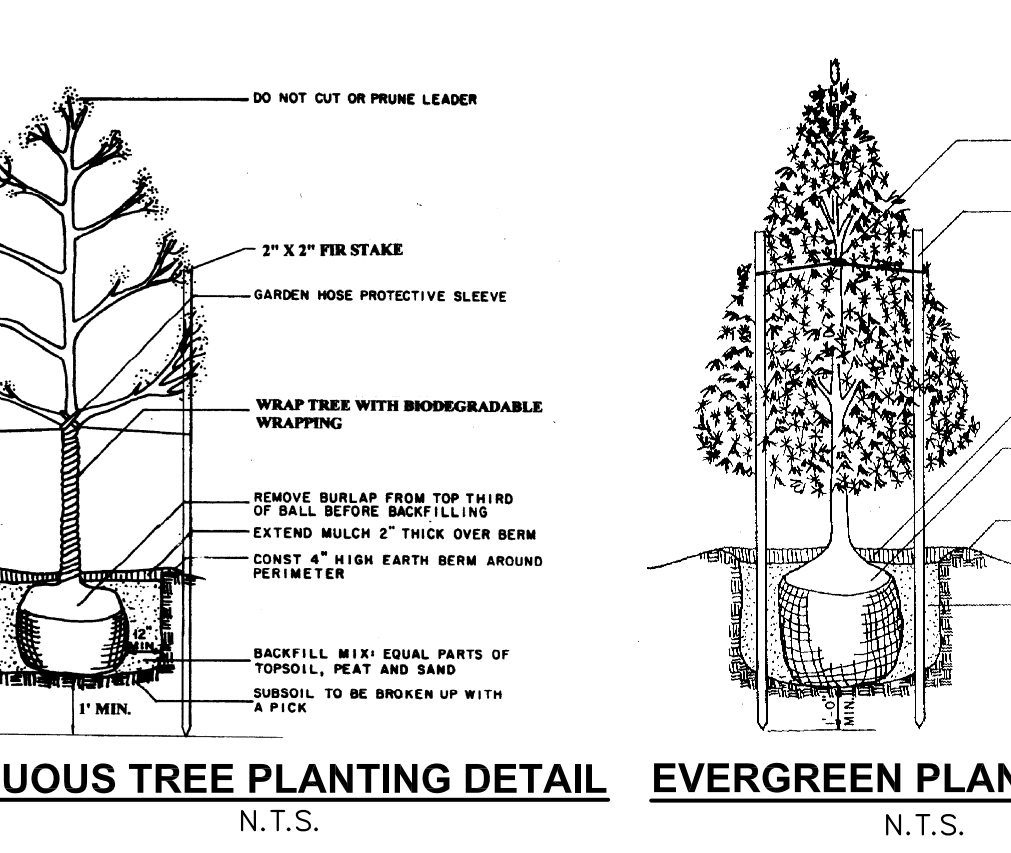 DO NOT CUT OR PRUNE LEADER
2" X 2" FIR STAKE
GARDEN HOSE PROTECTIVE SLEEVE
WRAP TREE WITH BIODEGRADABLE
WRAPPING
REMOVE BURLAP FROM TOP THIRD
OF BALL BEFORE BACKFILLING
EXTEND MULCH 2" THICK OVER BERM
CONST 4" HIGH EARTH BERM AROUND
PERIMETER
12"
MIN.
BACKFILL MIX: EQUAL PARTS OF
TOPSOIL, PEAT AND SAND
SUBSOIL TO BE BROKEN UP WITH
A PICK
1' MIN.
UOUS TREE PLANTING DETAIL
N.T.S.
1'-0"
MIN.
EVERGREEN PLAN
N.T.S.